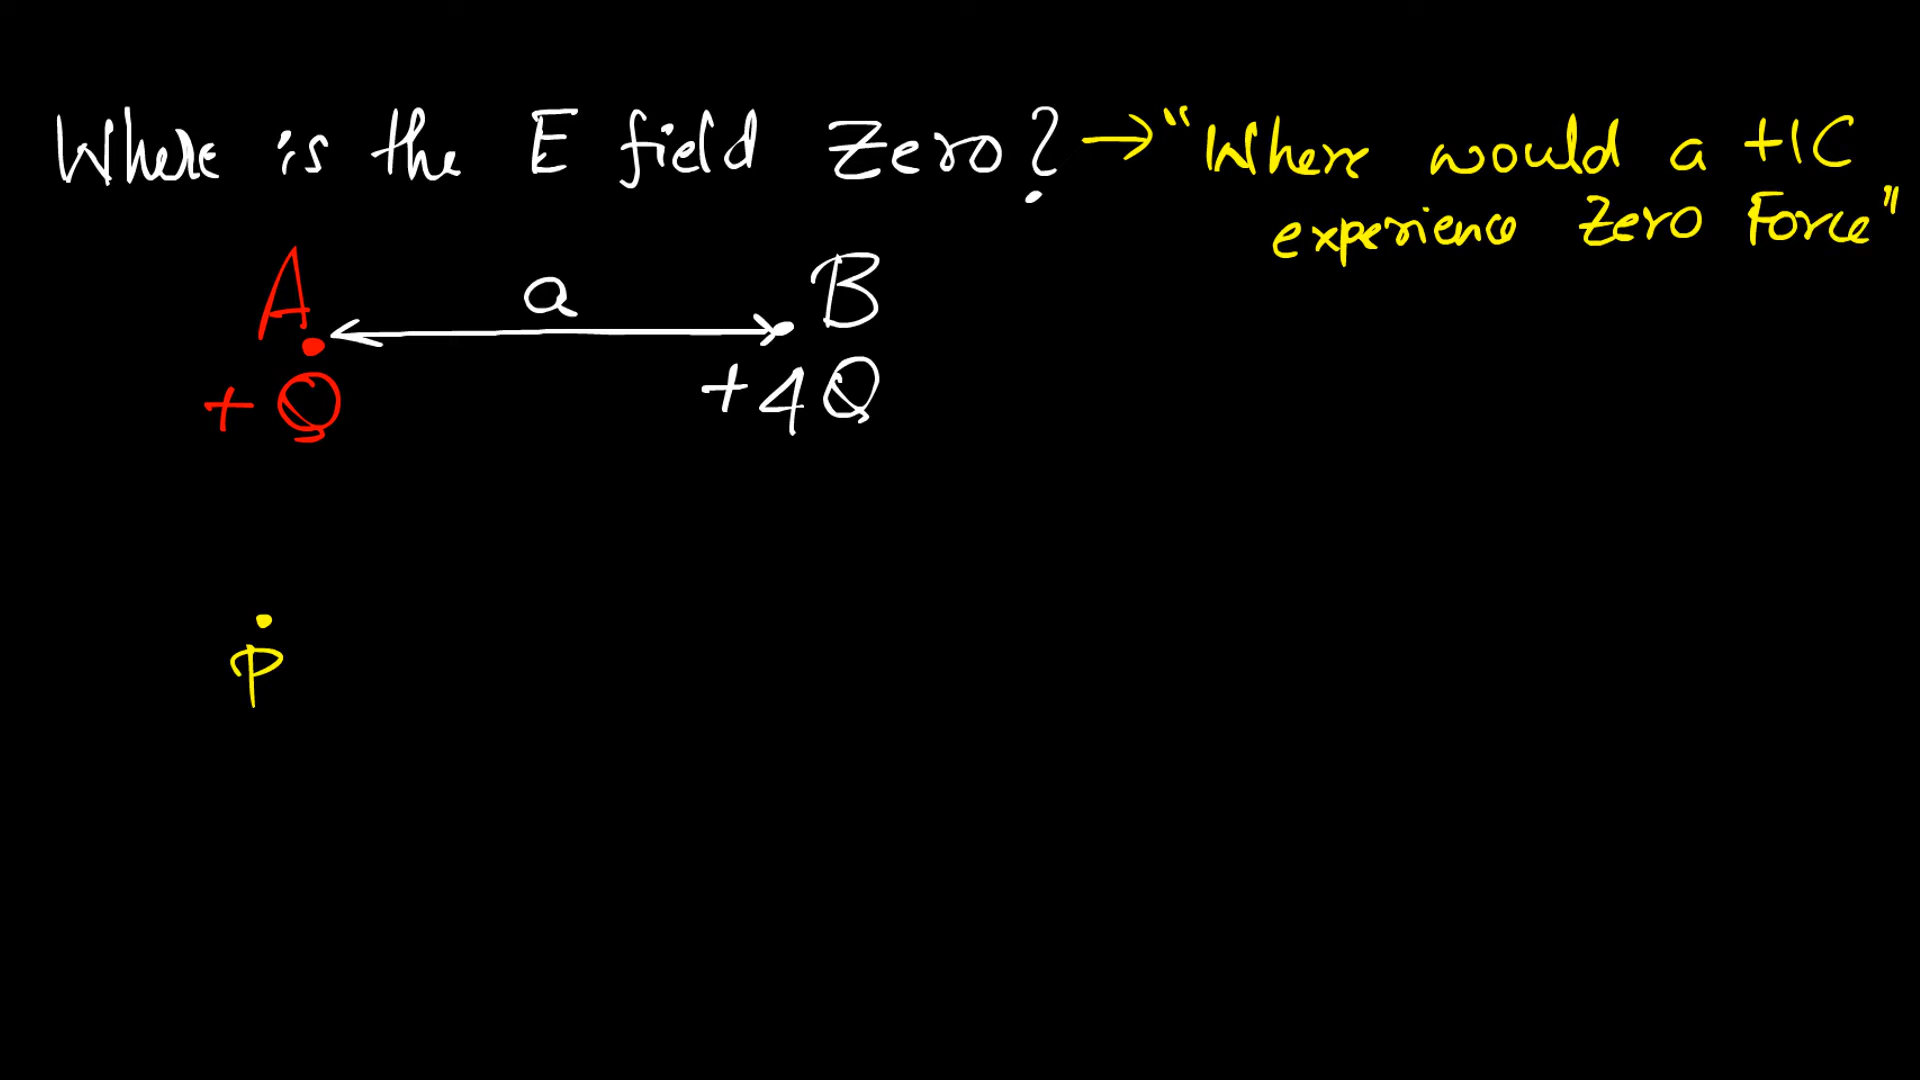 Where is the E field Zero? → "Where would a +1C
experience Zero Force"
A a B
+Q +4Q
P